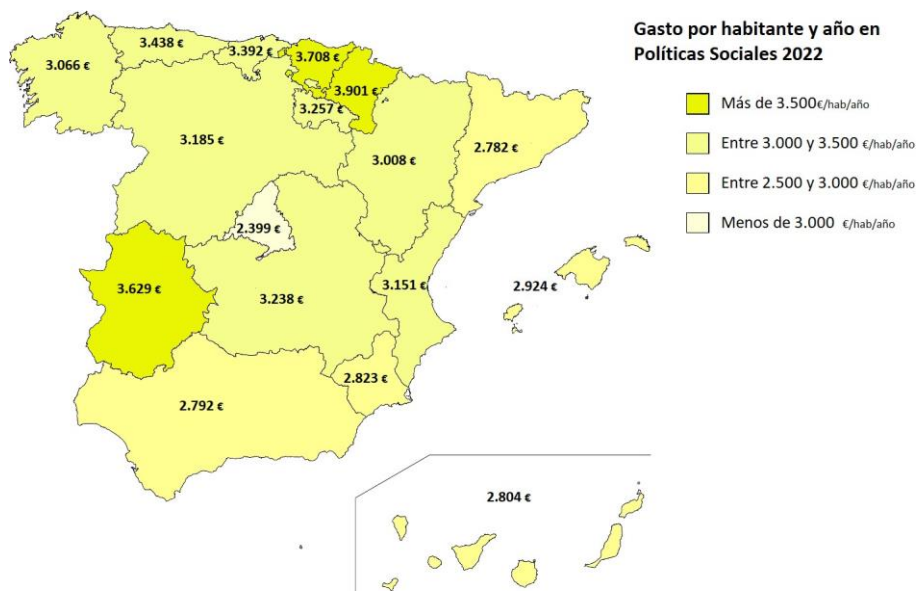 Gasto por habitante y año en
Políticas Sociales 2022
Más de 3.500€/hab/año
Entre 3.000 y 3.500 €/hab/año
Entre 2.500 y 3.000 €/hab/año
Menos de 3.000 €/hab/año
3.438 €
3.392 €
3.708 €
3.066 €
3.901 €
3.257 €
3.185 €
3.008 €
2.782 €
2.399 €
3.629 €
3.238 €
3.151 €
2.924 €
2.823 €
2.792 €
2.804 €